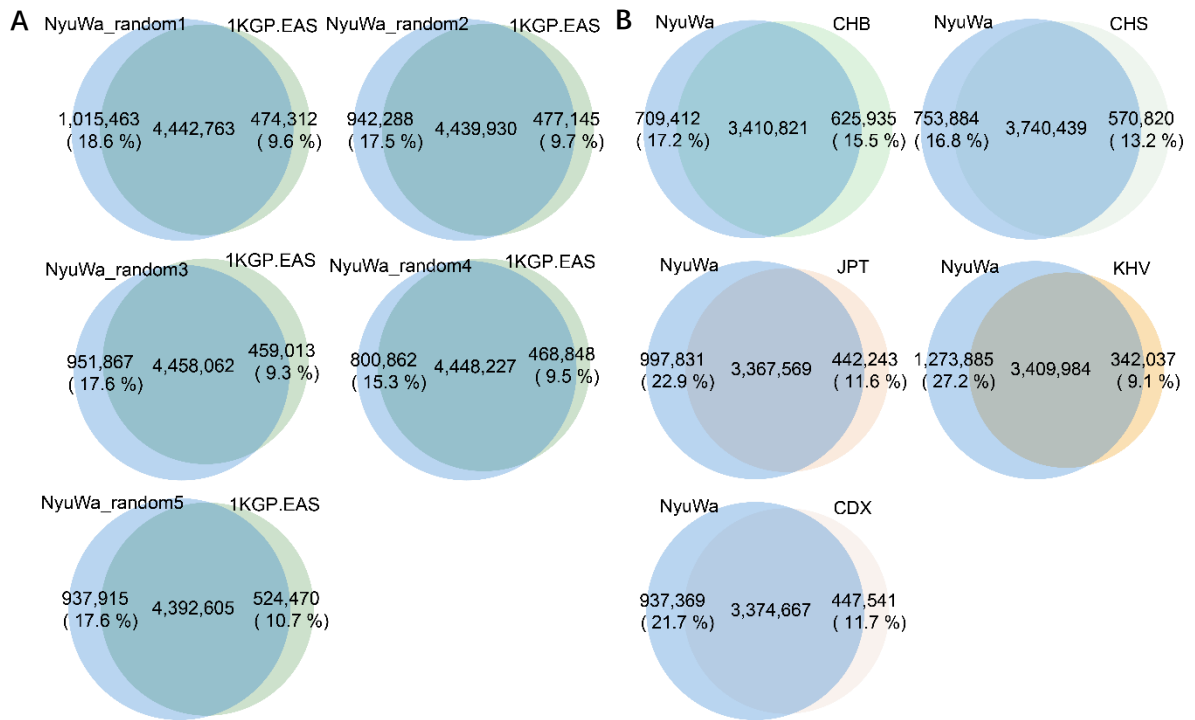 A
NyuWa_random1
1KGP.EAS
1,015,463
( 18.6 %)
4,442,763
474,312
( 9.6 %)
NyuWa_random2
1KGP.EAS
942,288
( 17.5 %)
4,439,930
477,145
( 9.7 %)
NyuWa_random3
1KGP.EAS
951,867
( 17.6 %)
4,458,062
459,013
( 9.3 %)
NyuWa_random4
1KGP.EAS
800,862
( 15.3 %)
4,448,227
468,848
( 9.5 %)
NyuWa_random5
1KGP.EAS
937,915
( 17.6 %)
4,392,605
524,470
( 10.7 %)
B
NyuWa
CHB
709,412
( 17.2 %)
3,410,821
625,935
( 15.5 %)
NyuWa
CHS
753,884
( 16.8 %)
3,740,439
570,820
( 13.2 %)
NyuWa
JPT
997,831
( 22.9 %)
3,367,569
442,243
( 11.6 %)
NyuWa
KHV
1,273,885
( 27.2 %)
3,409,984
342,037
( 9.1 %)
NyuWa
CDX
937,369
( 21.7 %)
3,374,667
447,541
( 11.7 %)